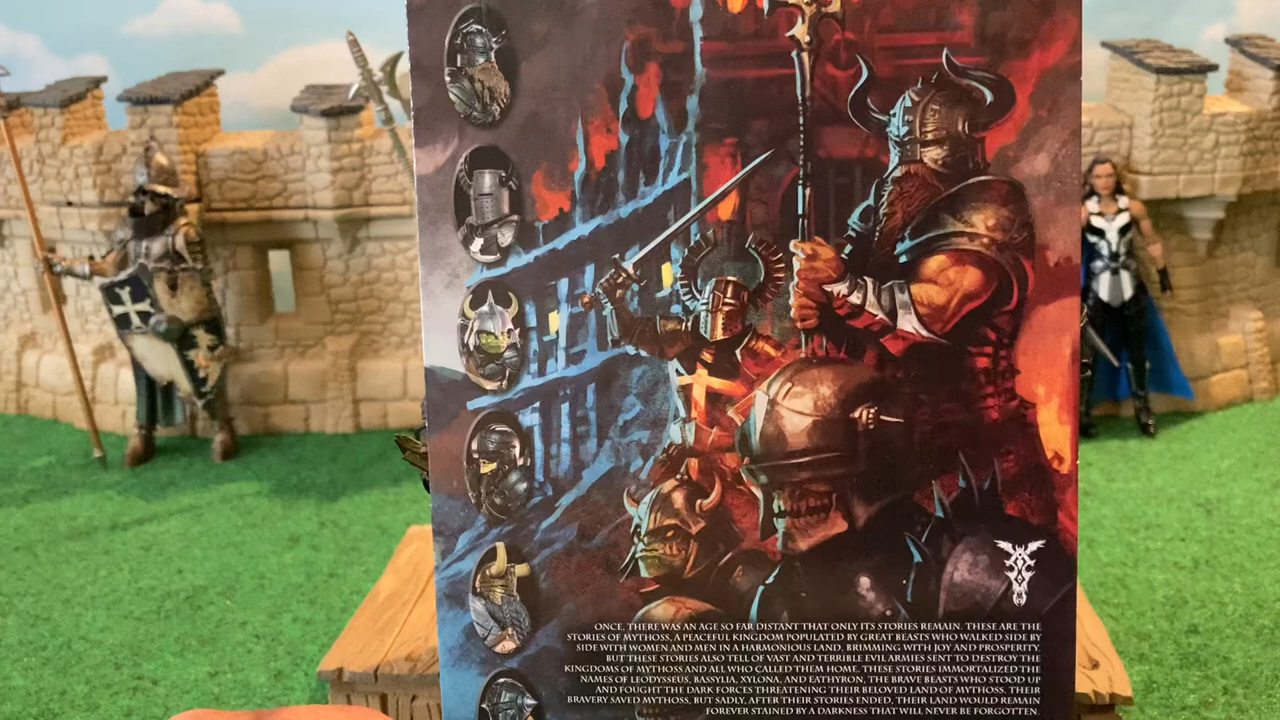 ONCE, THERE WAS AN AGE SO FAR DISTANT THAT ONLY ITS STORIES REMAIN. THESE ARE THE
STORIES OF MYTHOSS, A PEACEFUL KINGDOM POPULATED BY GREAT BEASTS WHO WALKED SIDE BY
SIDE WITH WOMEN AND MEN IN A HARMONIOUS LAND, BRIMMING WITH JOY AND PROSPERITY.
BUT THESE STORIES ALSO TELL OF VAST AND TERRIBLE EVIL ARMIES SENT TO DESTROY THE
KINGDOMS OF MYTHOSS AND ALL WHO CALLED THEM HOME. THESE STORIES IMMORTALIZED THE
NAMES OF LEODYSSEUS, BASSYLIA, XYLONA, AND EATHYRON, THE BRAVE BEASTS WHO STOOD UP
AND FOUGHT THE DARK FORCES THREATENING THEIR BELOVED LAND OF MYTHOSS. THEIR
BRAVERY SAVED MYTHOSS, BUT SADLY, AFTER THEIR STORIES ENDED, THEIR LAND WOULD REMAIN
FOREVER STAINED BY A DARKNESS THAT WILL NEVER BE FORGOTTEN.